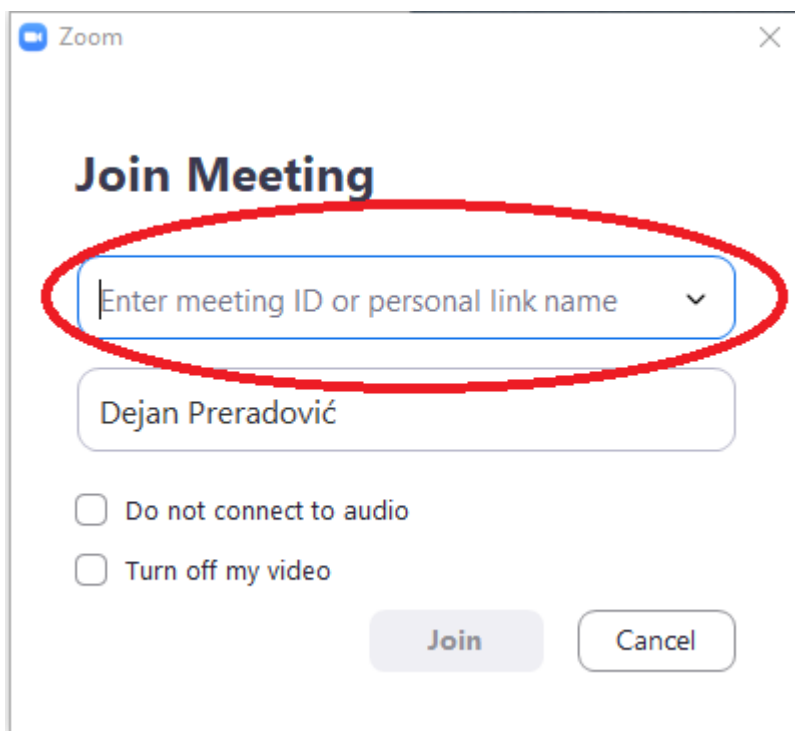 Zoom
Join Meeting
Enter meeting ID or personal link name
Dejan Preradović
Do not connect to audio
Turn off my video
Join Cancel